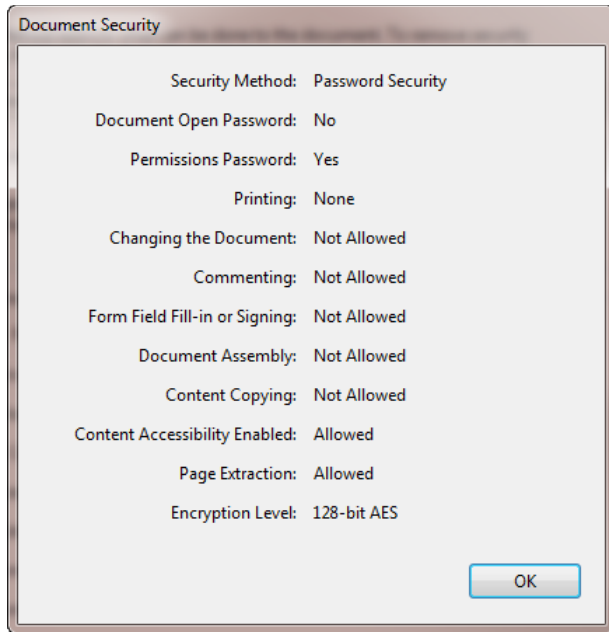 Document Security
Security Method: Password Security
Document Open Password: No
Permissions Password: Yes
Printing: None
Changing the Document: Not Allowed
Commenting: Not Allowed
Form Field Fill-in or Signing: Not Allowed
Document Assembly: Not Allowed
Content Copying: Not Allowed
Content Accessibility Enabled: Allowed
Page Extraction: Allowed
Encryption Level: 128-bit AES
OK